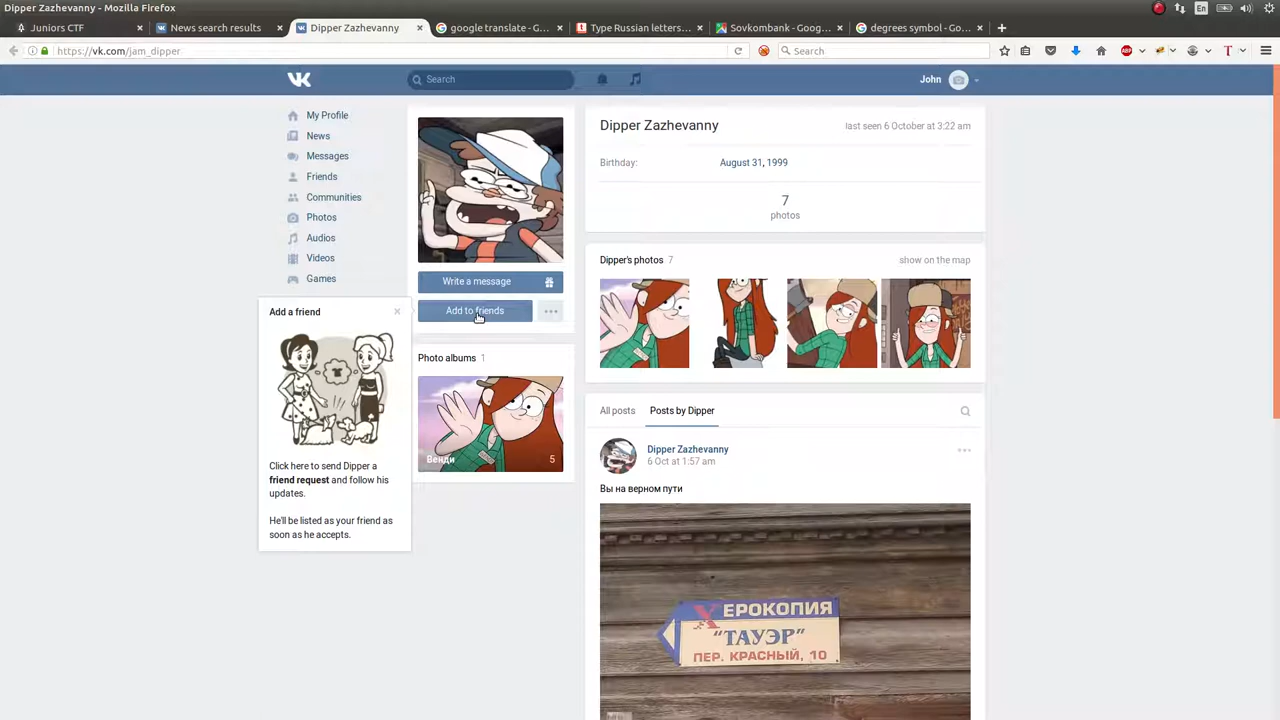 Dipper Zazhevanny - Mozilla Firefox
En
Juniors CTF
News search results
Dipper Zazhevanny
google translate - G...
Type Russian letters...
Sovkombank - Goog...
degrees symbol - Go...
https://vk.com/jam_dipper
Search
ABP
T
Search
John
My Profile
News
Messages
Friends
Communities
Photos
Audios
Videos
Games
Write a message
Add to friends
Add a friend
Click here to send Dipper a
friend request and follow his
updates.
He'll be listed as your friend as
soon as he accepts.
Photo albums 1
Венди 5
Dipper Zazhevanny
last seen 6 October at 3:22 am
Birthday: August 31, 1999
7
photos
Dipper's photos 7
show on the map
All posts
Posts by Dipper
Dipper Zazhevanny
6 Oct at 1:57 am
Вы на верном пути
ХЕРОКОПИЯ
"ТАУЭР"
ПЕР. КРАСНЫЙ, 10